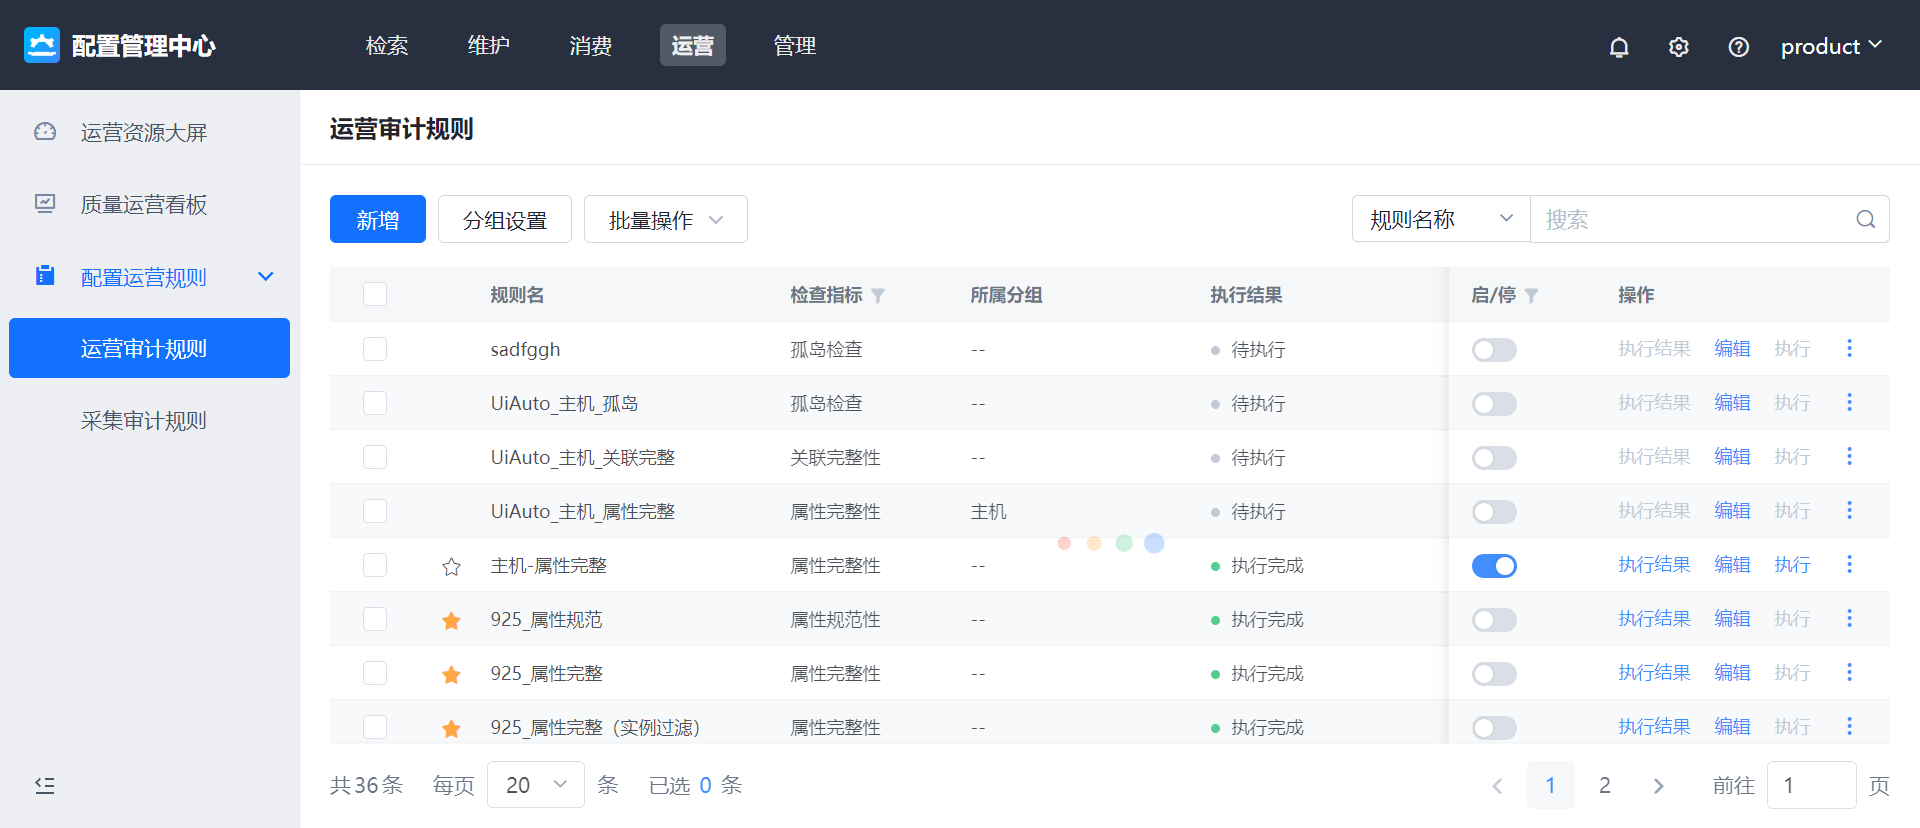 配置管理中心 检索 维护 消费 运营 管理 product
运营资源大屏
质量运营看板
配置运营规则
运营审计规则
采集审计规则
运营审计规则
新增 分组设置 批量操作 规则名称 搜索
规则名 检查指标 所属分组 执行结果 启/停 操作
sadfggh 孤岛检查 -- 待执行 执行结果 编辑 执行
UiAuto_主机_孤岛 孤岛检查 -- 待执行 执行结果 编辑 执行
UiAuto_主机_关联完整 关联完整性 -- 待执行 执行结果 编辑 执行
UiAuto_主机_属性完整 属性完整性 主机 待执行 执行结果 编辑 执行
主机-属性完整 属性完整性 -- 执行完成 执行结果 编辑 执行
925_属性规范 属性规范性 -- 执行完成 执行结果 编辑 执行
925_属性完整 属性完整性 -- 执行完成 执行结果 编辑 执行
925_属性完整（实例过滤） 属性完整性 -- 执行完成 执行结果 编辑 执行
共36条 每页 20 条 已选 0 条 1 2 前往 1 页